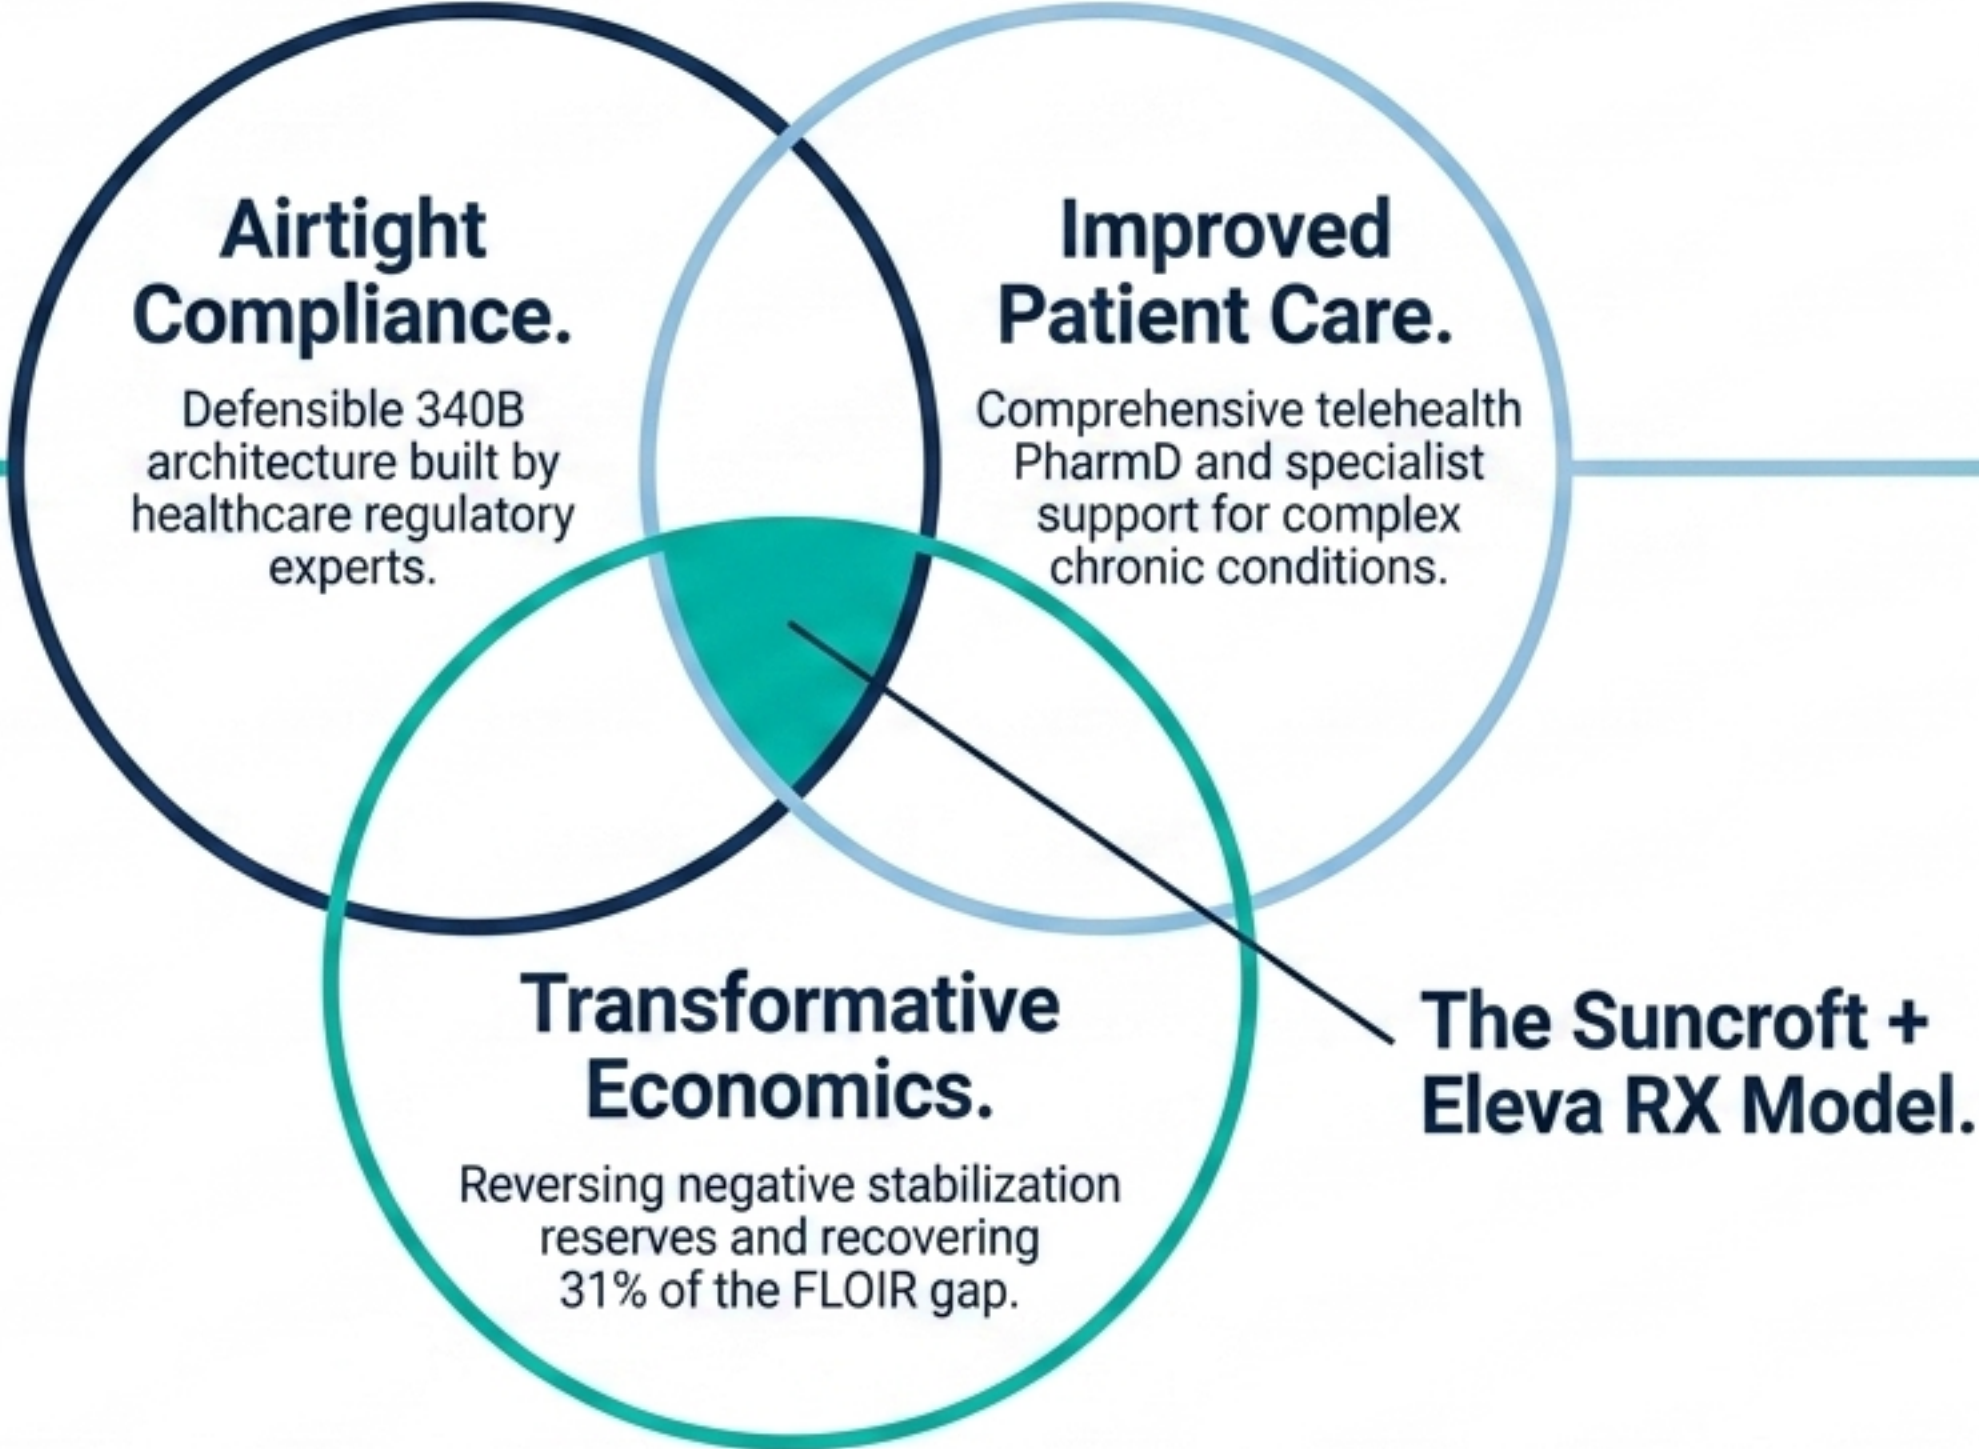 Airtight
Compliance.
Defensible 340B
architecture built by
healthcare regulatory
experts.
Improved
Patient Care.
Comprehensive telehealth
PharmD and specialist
support for complex
chronic conditions.
Transformative
Economics.
Reversing negative stabilization
reserves and recovering
31% of the FLOIR gap.
The Suncroft +
Eleva RX Model.